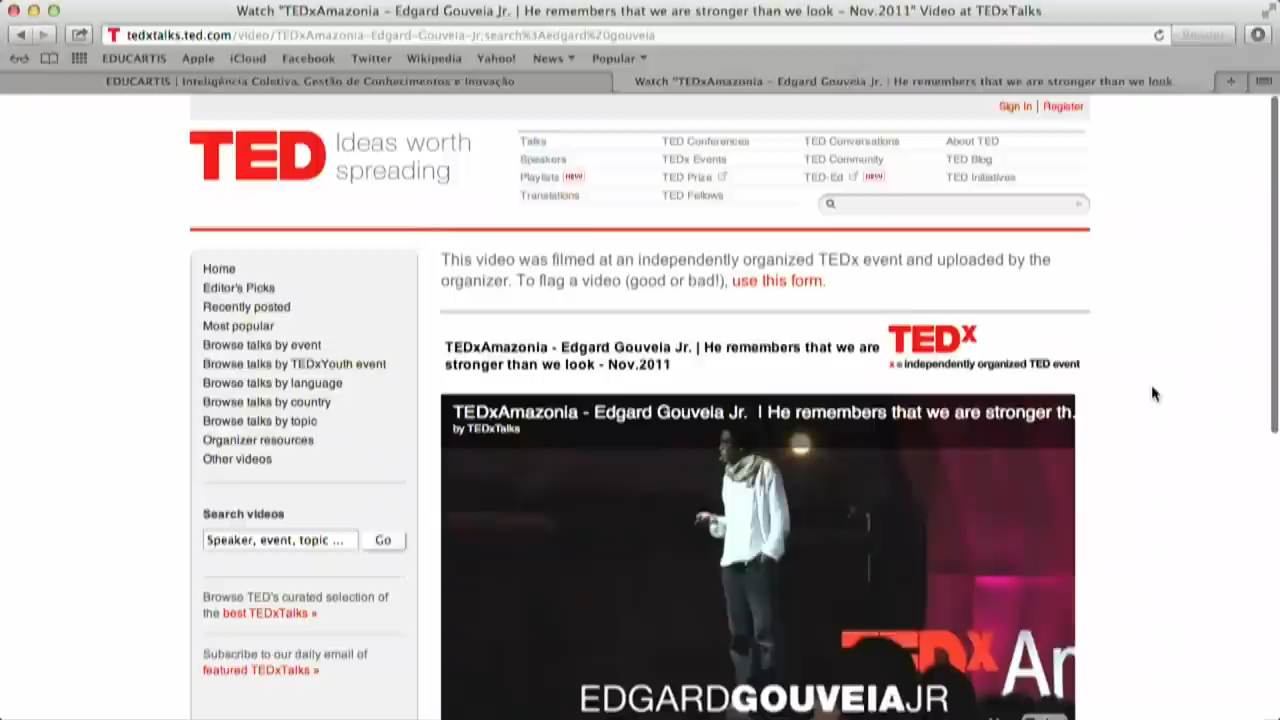 Watch "TEDxAmazonia - Edgard Gouveia Jr. | He remembers that we are stronger than we look - Nov.2011" Video at TEDxTalks
tedxtalks.ted.com/video/TEDxAmazonia-Edgard-Gouveia-Jr;search%3Aedgard%20gouveia
Reader
EDUCARTIS Apple iCloud Facebook Twitter Wikipedia Yahoo! News Popular
EDUCARTIS | Inteligência Coletiva, Gestão de Conhecimentos e Inovação
Watch "TEDxAmazonia - Edgard Gouveia Jr. | He remembers that we are stronger than we look
Sign In | Register
TED Ideas worth spreading
Talks TED Conferences TED Conversations About TED
Speakers TEDx Events TED Community TED Blog
Playlists NEW TED Prize TED-Ed NEW TED Initiatives
Translations TED Fellows
Home
Editor's Picks
Recently posted
Most popular
Browse talks by event
Browse talks by TEDxYouth event
Browse talks by language
Browse talks by country
Browse talks by topic
Organizer resources
Other videos
Search videos
Speaker, event, topic ... Go
Browse TED's curated selection of
the best TEDxTalks »
Subscribe to our daily email of
featured TEDxTalks »
This video was filmed at an independently organized TEDx event and uploaded by the
organizer. To flag a video (good or bad!), use this form.
TEDxAmazonia - Edgard Gouveia Jr. | He remembers that we are
stronger than we look - Nov.2011
TEDx
x = independently organized TED event
TEDxAmazonia - Edgard Gouveia Jr. | He remembers that we are stronger th...
by TEDxTalks
TEDxAm
EDGARDGOUVEIAJR